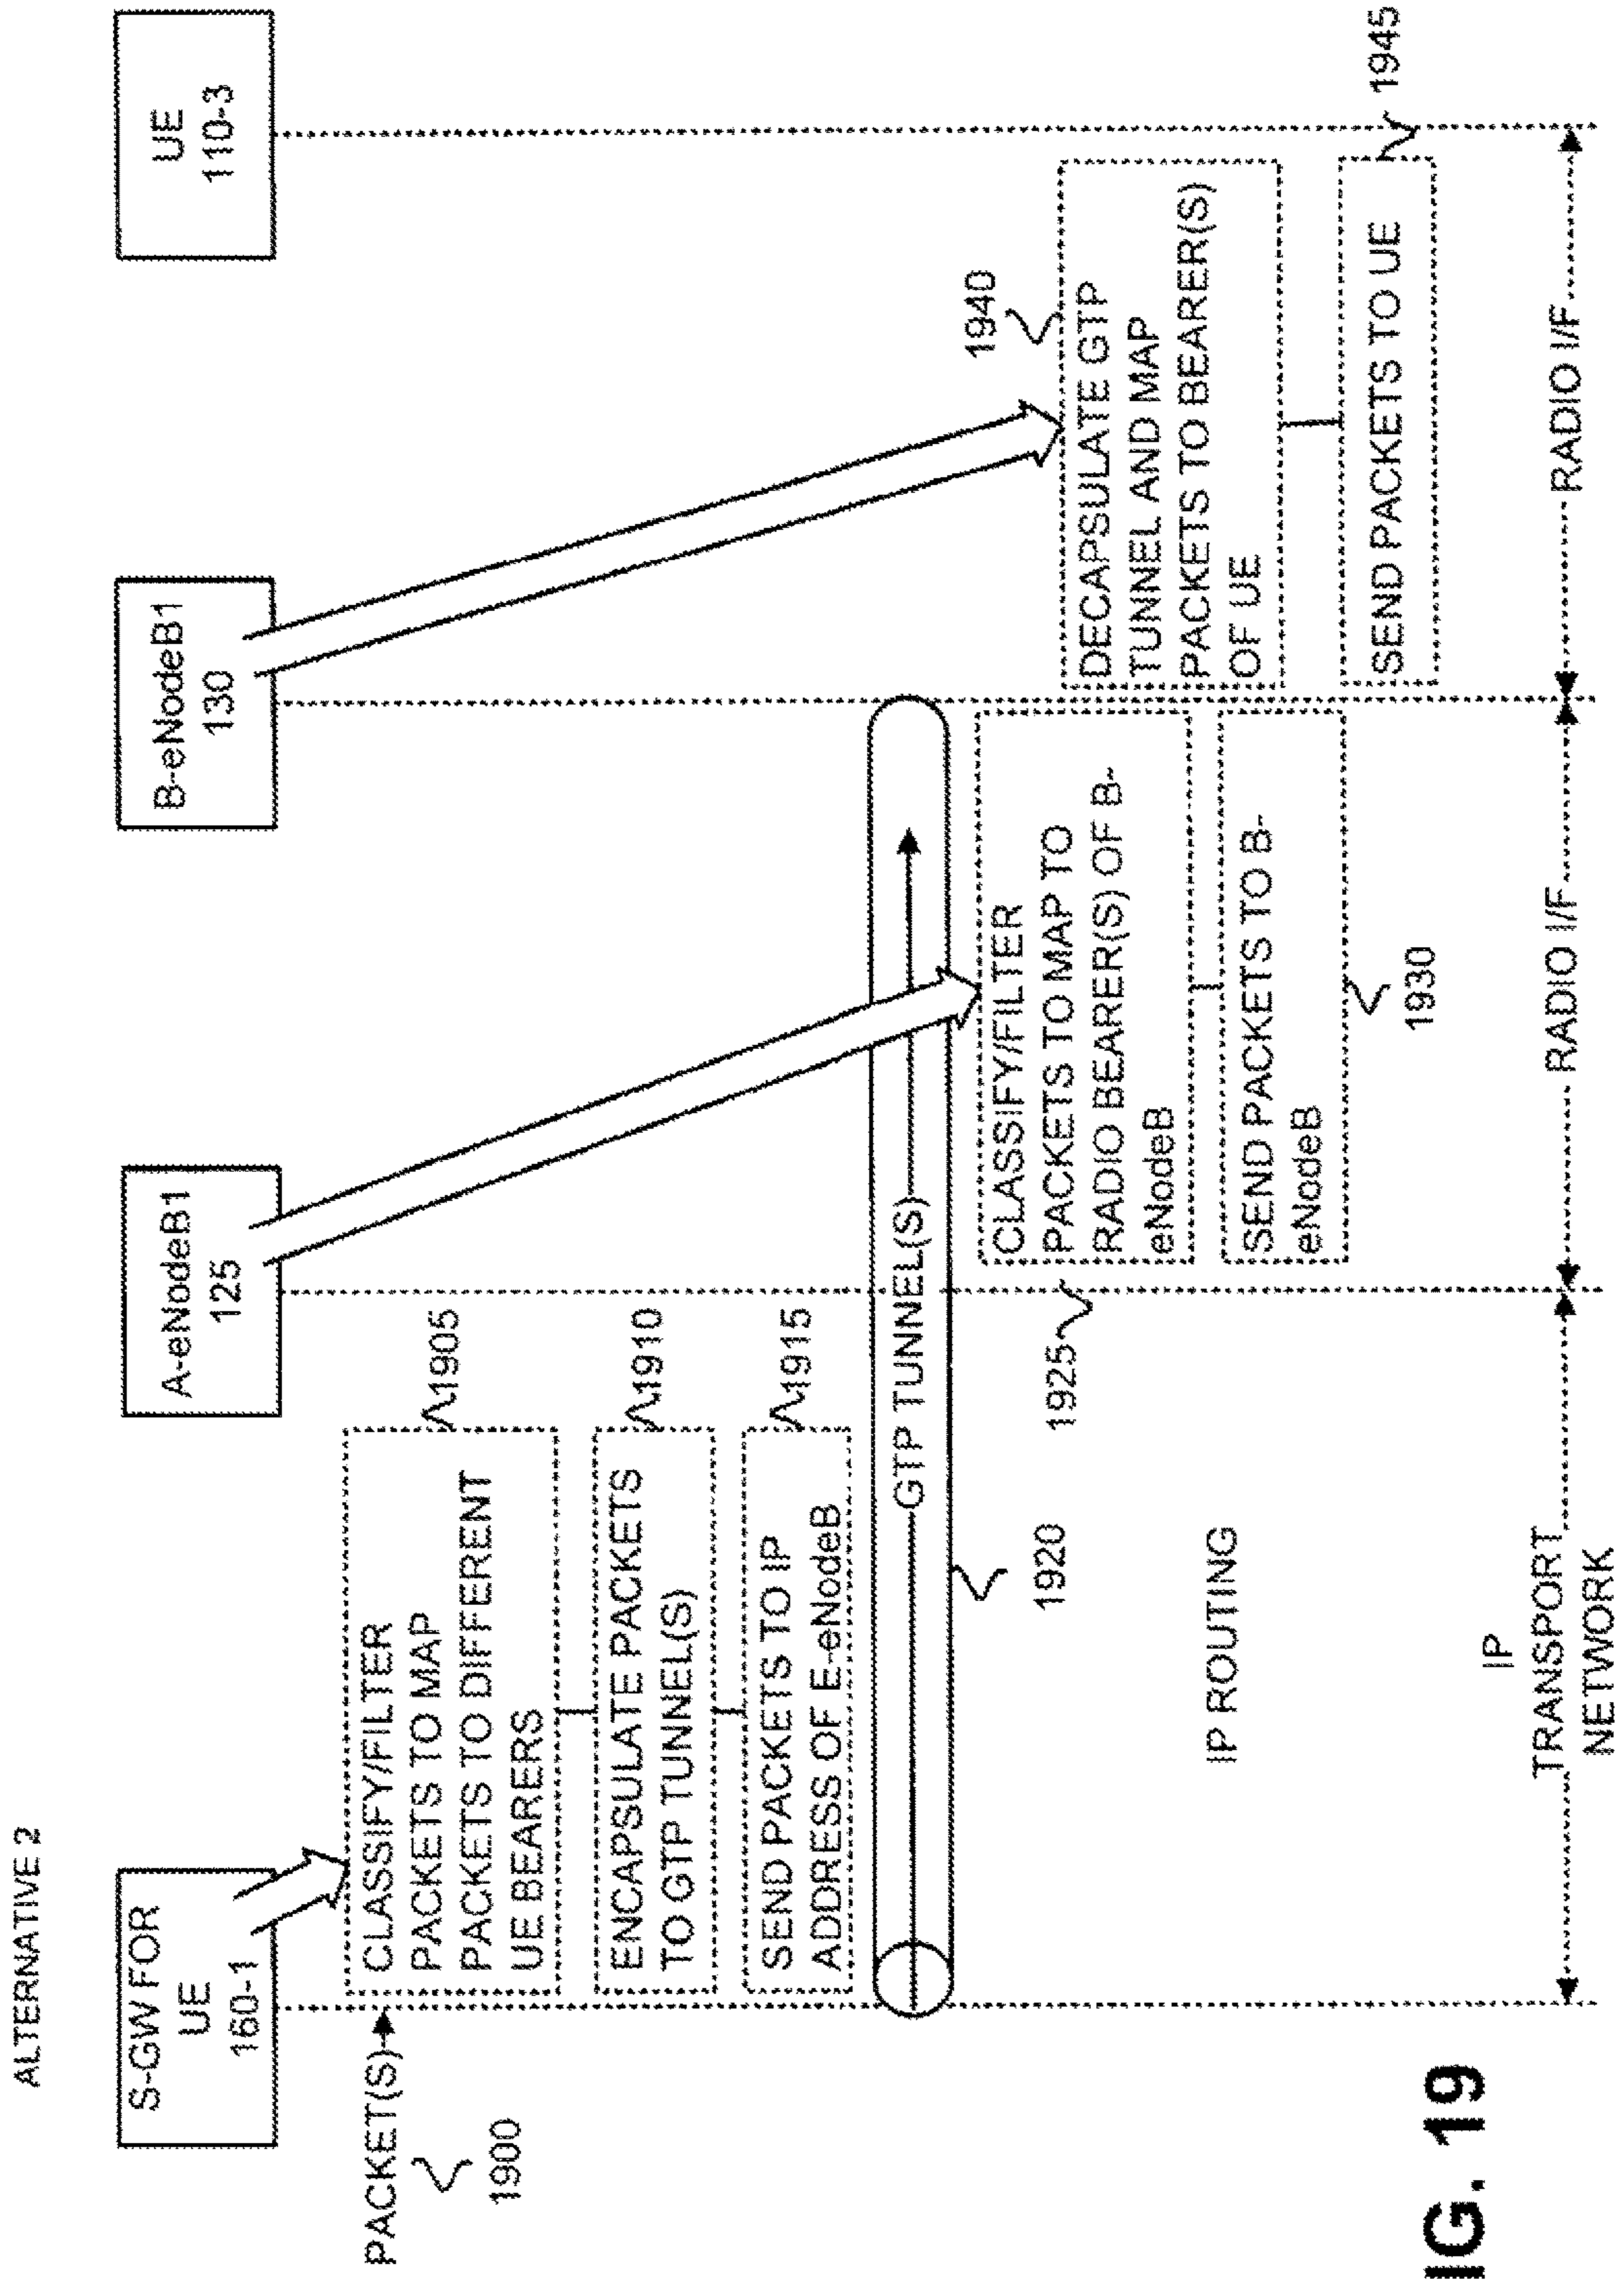 ALTERNATIVE 2
S-GW FOR
UE
160-1
A-eNodeB1
125
B-eNodeB1
130
UE
110-3
PACKET(S)
1900
CLASSIFY/FILTER
PACKETS TO MAP
PACKETS TO DIFFERENT
UE BEARERS
1905
ENCAPSULATE PACKETS
TO GTP TUNNEL(S)
1910
SEND PACKETS TO IP
ADDRESS OF E-eNodeB
1915
GTP TUNNEL(S)
1920
CLASSIFY/FILTER
PACKETS TO MAP TO
RADIO BEARER(S) OF B-
eNodeB
1925
SEND PACKETS TO B-
eNodeB
1930
DECAPSULATE GTP
TUNNEL AND MAP
PACKETS TO BEARER(S)
OF UE
1940
SEND PACKETS TO UE
1945
IP ROUTING
IP
TRANSPORT
NETWORK
RADIO I/F
RADIO I/F
IG. 19